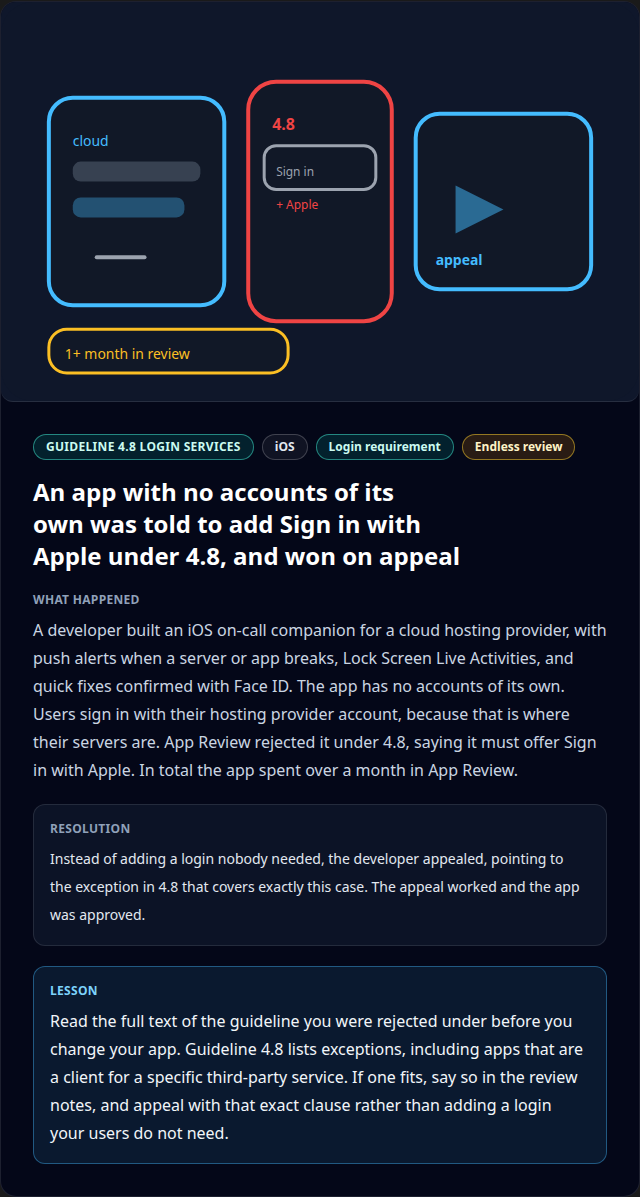 cloud
4.8
Sign in
+ Apple
appeal
1+ month in review
GUIDELINE 4.8 LOGIN SERVICES
iOS
Login requirement
Endless review
An app with no accounts of its
own was told to add Sign in with
Apple under 4.8, and won on appeal
WHAT HAPPENED
A developer built an iOS on-call companion for a cloud hosting provider, with
push alerts when a server or app breaks, Lock Screen Live Activities, and
quick fixes confirmed with Face ID. The app has no accounts of its own.
Users sign in with their hosting provider account, because that is where
their servers are. App Review rejected it under 4.8, saying it must offer Sign
in with Apple. In total the app spent over a month in App Review.
RESOLUTION
Instead of adding a login nobody needed, the developer appealed, pointing to
the exception in 4.8 that covers exactly this case. The appeal worked and the app
was approved.
LESSON
Read the full text of the guideline you were rejected under before you
change your app. Guideline 4.8 lists exceptions, including apps that are
a client for a specific third-party service. If one fits, say so in the review
notes, and appeal with that exact clause rather than adding a login
your users do not need.